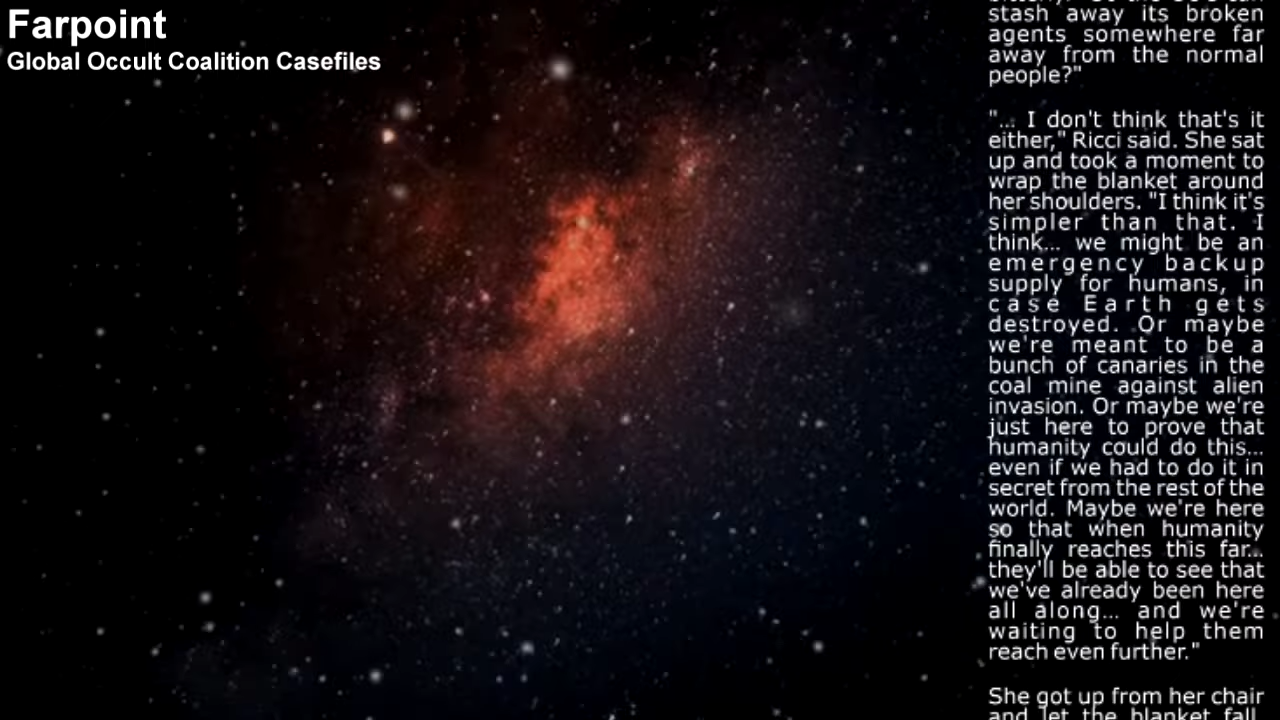 Farpoint
Global Occult Coalition Casefiles
stash away its broken
agents somewhere far
away from the normal
people?"
"... I don't think that's it
either," Ricci said. She sat
up and took a moment to
wrap the blanket around
her shoulders. "I think it's
simpler than that. I
think... we might be an
emergency backup
supply for humans, in
case Earth gets
destroyed. Or maybe
we're meant to be a
bunch of canaries in the
coal mine against alien
invasion. Or maybe we're
just here to prove that
humanity could do this...
even if we had to do it in
secret from the rest of the
world. Maybe we're here
so that when humanity
finally reaches this far...
they'll be able to see that
we've already been here
all along... and we're
waiting to help them
reach even further."
She got up from her chair
and let the blanket fall.